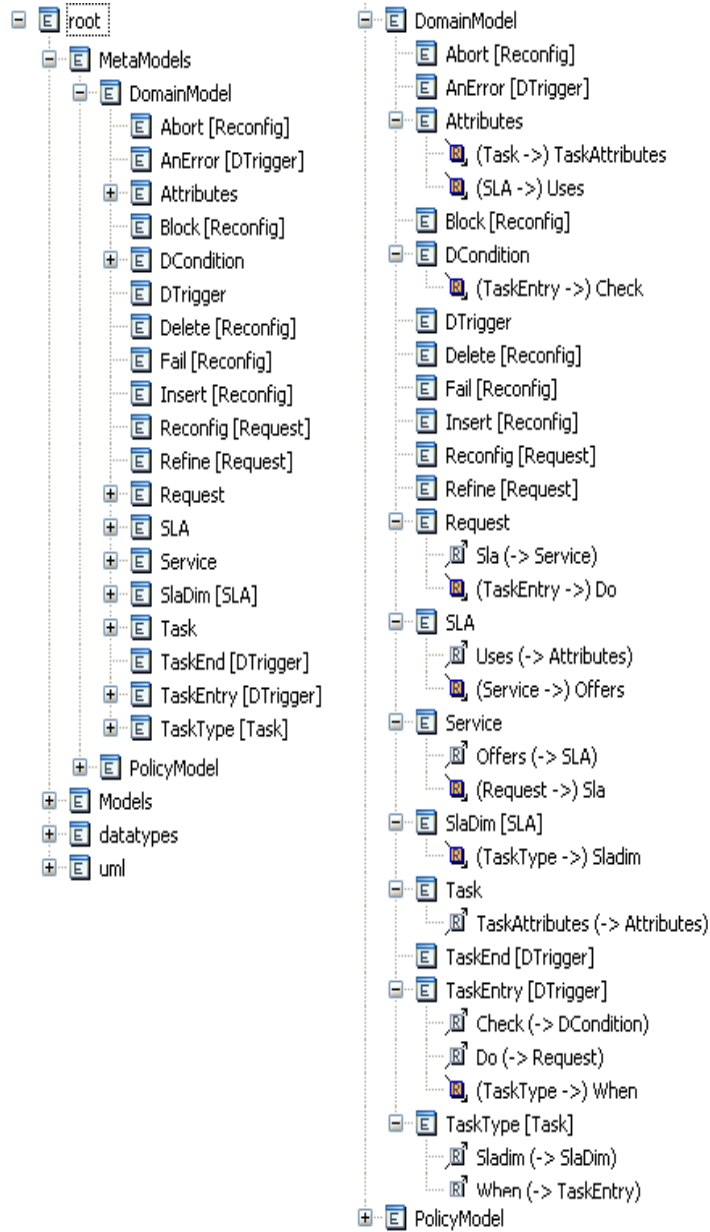 root
MetaModels
DomainModel
Abort [Reconfig]
AnError [DTrigger]
Attributes
Block [Reconfig]
DCondition
DTrigger
Delete [Reconfig]
Fail [Reconfig]
Insert [Reconfig]
Reconfig [Request]
Refine [Request]
Request
SLA
Service
SlaDim [SLA]
Task
TaskEnd [DTrigger]
TaskEntry [DTrigger]
TaskType [Task]
PolicyModel
Models
datatypes
uml
DomainModel
Abort [Reconfig]
AnError [DTrigger]
Attributes
(Task ->) TaskAttributes
(SLA ->) Uses
Block [Reconfig]
DCondition
(TaskEntry ->) Check
DTrigger
Delete [Reconfig]
Fail [Reconfig]
Insert [Reconfig]
Reconfig [Request]
Refine [Request]
Request
Sla (-> Service)
(TaskEntry ->) Do
SLA
Uses (-> Attributes)
(Service ->) Offers
Service
Offers (-> SLA)
(Request ->) Sla
SlaDim [SLA]
(TaskType ->) Sladim
Task
TaskAttributes (-> Attributes)
TaskEnd [DTrigger]
TaskEntry [DTrigger]
Check (-> DCondition)
Do (-> Request)
(TaskType ->) When
TaskType [Task]
Sladim (-> SlaDim)
When (-> TaskEntry)
PolicyModel